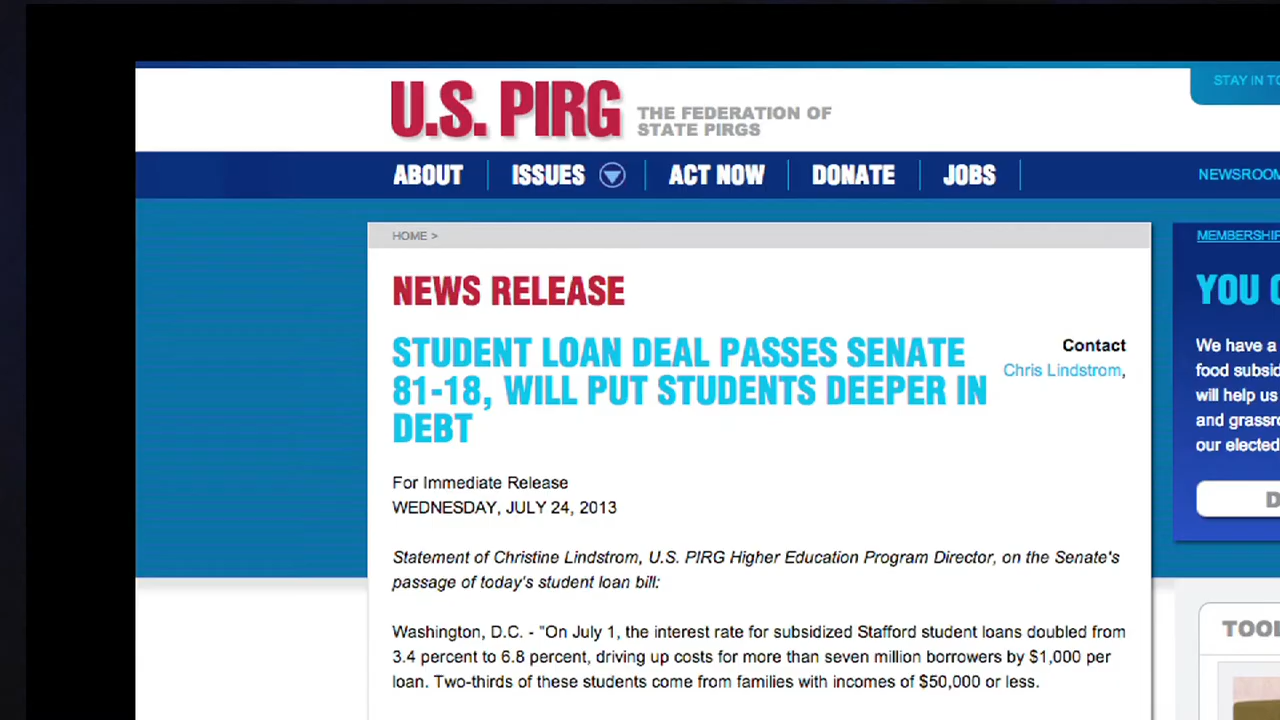 U.S. PIRG
THE FEDERATION OF
STATE PIRGS
STAY IN TO
ABOUT
ISSUES
ACT NOW
DONATE
JOBS
NEWSROOM
HOME >
NEWS RELEASE
STUDENT LOAN DEAL PASSES SENATE
81-18, WILL PUT STUDENTS DEEPER IN
DEBT
Contact
Chris Lindstrom,
For Immediate Release
WEDNESDAY, JULY 24, 2013
Statement of Christine Lindstrom, U.S. PIRG Higher Education Program Director, on the Senate's
passage of today's student loan bill:
Washington, D.C. - "On July 1, the interest rate for subsidized Stafford student loans doubled from
3.4 percent to 6.8 percent, driving up costs for more than seven million borrowers by $1,000 per
loan. Two-thirds of these students come from families with incomes of $50,000 or less.
MEMBERSHIP
YOU
We have a
food
will help us
and
our elected